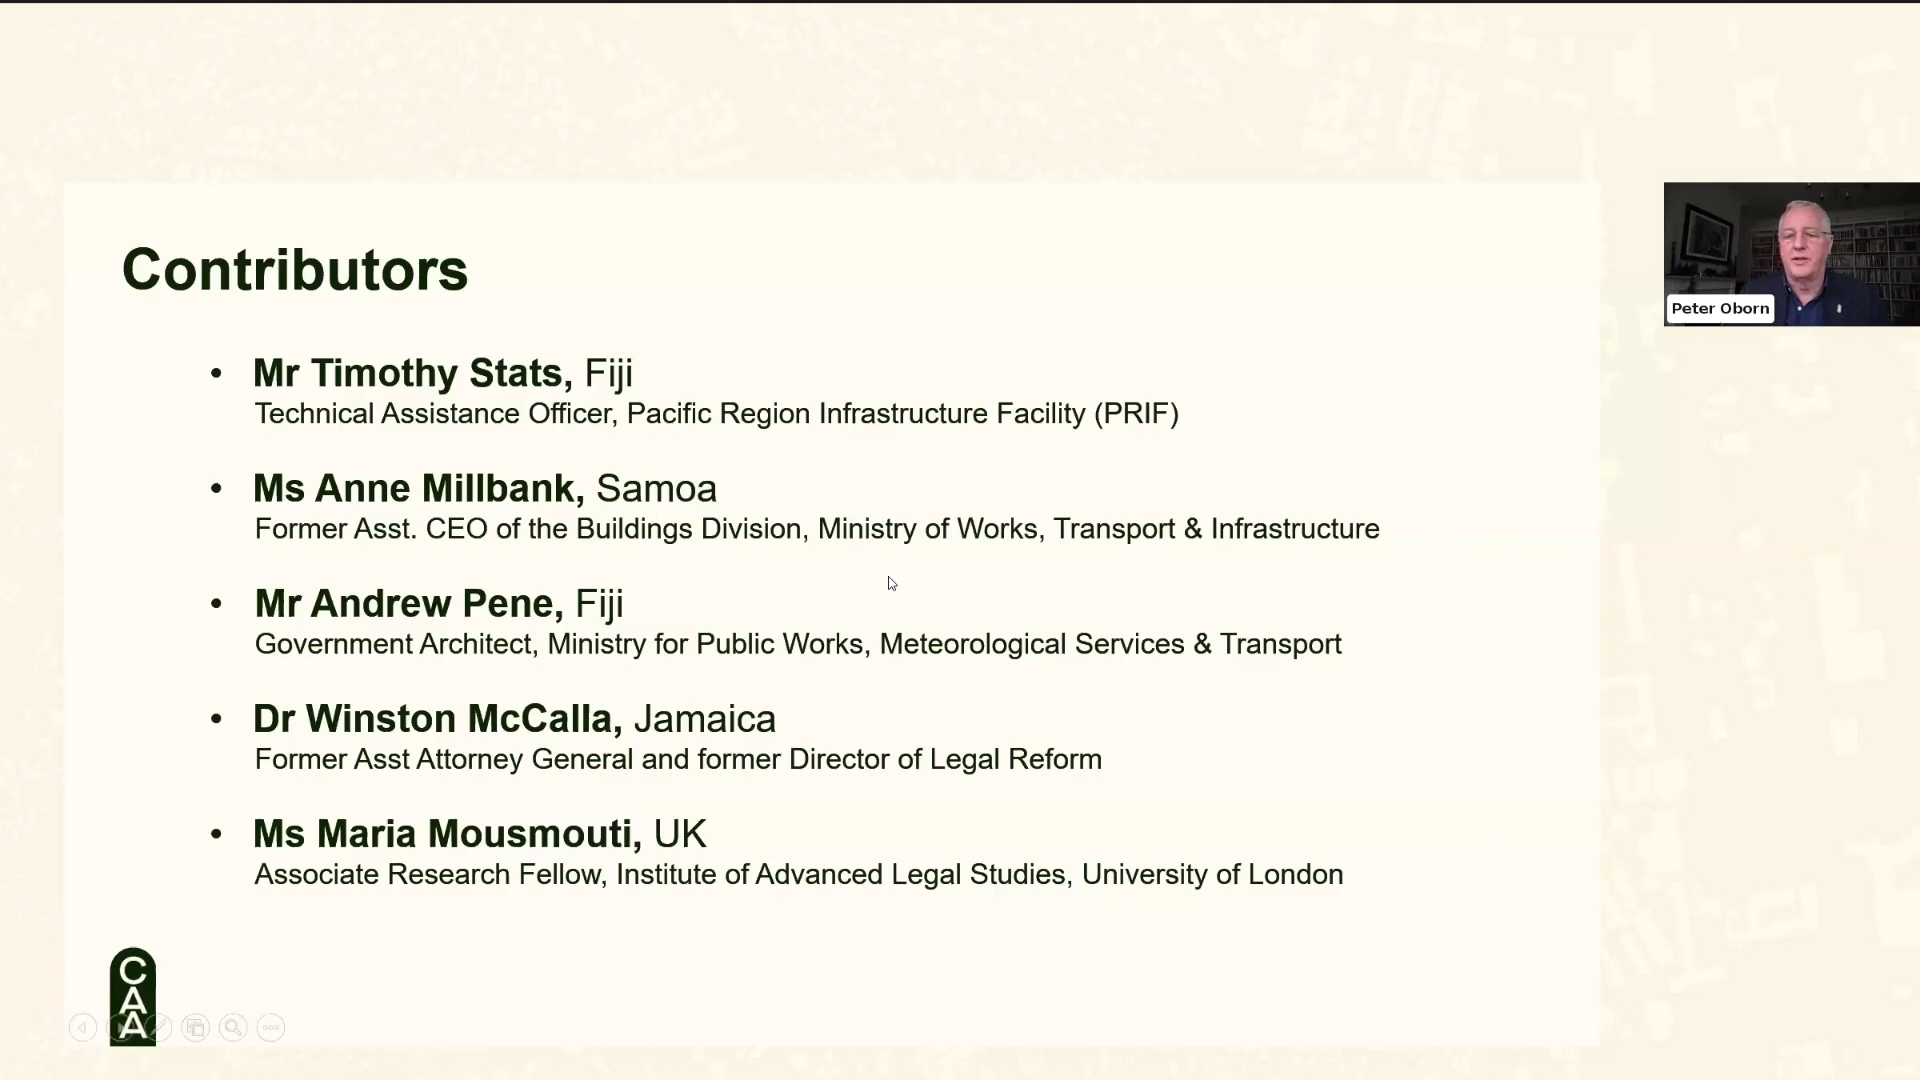 Contributors
• Mr Timothy Stats, Fiji
Technical Assistance Officer, Pacific Region Infrastructure Facility (PRIF)
• Ms Anne Millbank, Samoa
Former Asst. CEO of the Buildings Division, Ministry of Works, Transport & Infrastructure
• Mr Andrew Pene, Fiji
Government Architect, Ministry for Public Works, Meteorological Services & Transport
• Dr Winston McCalla, Jamaica
Former Asst Attorney General and former Director of Legal Reform
• Ms Maria Mousmouti, UK
Associate Research Fellow, Institute of Advanced Legal Studies, University of London
Peter Oborn
C
A
A